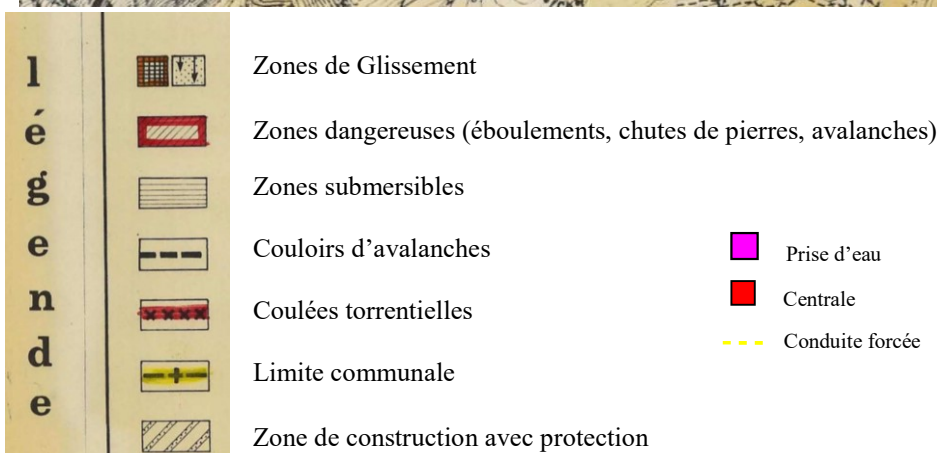 légende
Zones de Glissement
Zones dangereuses (éboulements, chutes de pierres, avalanches)
Zones submersibles
Couloirs d'avalanches
Coulées torrentielles
Limite communale
Zone de construction avec protection
Prise d'eau
Centrale
Conduite forcée